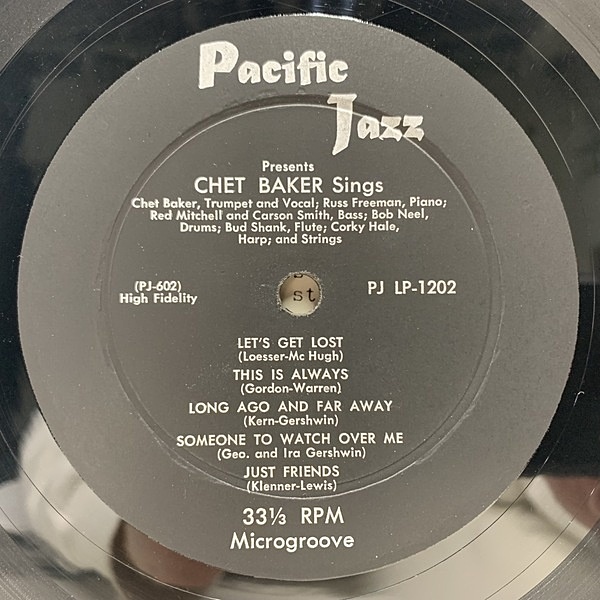 Pacific
Jazz
Presents
CHET BAKER Sings
Chet Baker, Trumpet and Vocal; Russ Freeman, Piano;
Red Mitchell and Carson Smith, Bass; Bob Neel,
Drums; Bud Shank, Flute; Corky Hale,
Harp; and Strings
(PJ-602)
High Fidelity
st
PJ LP-1202
LET'S GET LOST
(Loesser-Mc Hugh)
THIS IS ALWAYS
(Gordon-Warren)
LONG AGO AND FAR AWAY
(Kern-Gershwin)
SOMEONE TO WATCH OVER ME
(Geo. and Ira Gershwin)
JUST FRIENDS
(Klenner-Lewis)
33⅓ RPM
Microgroove